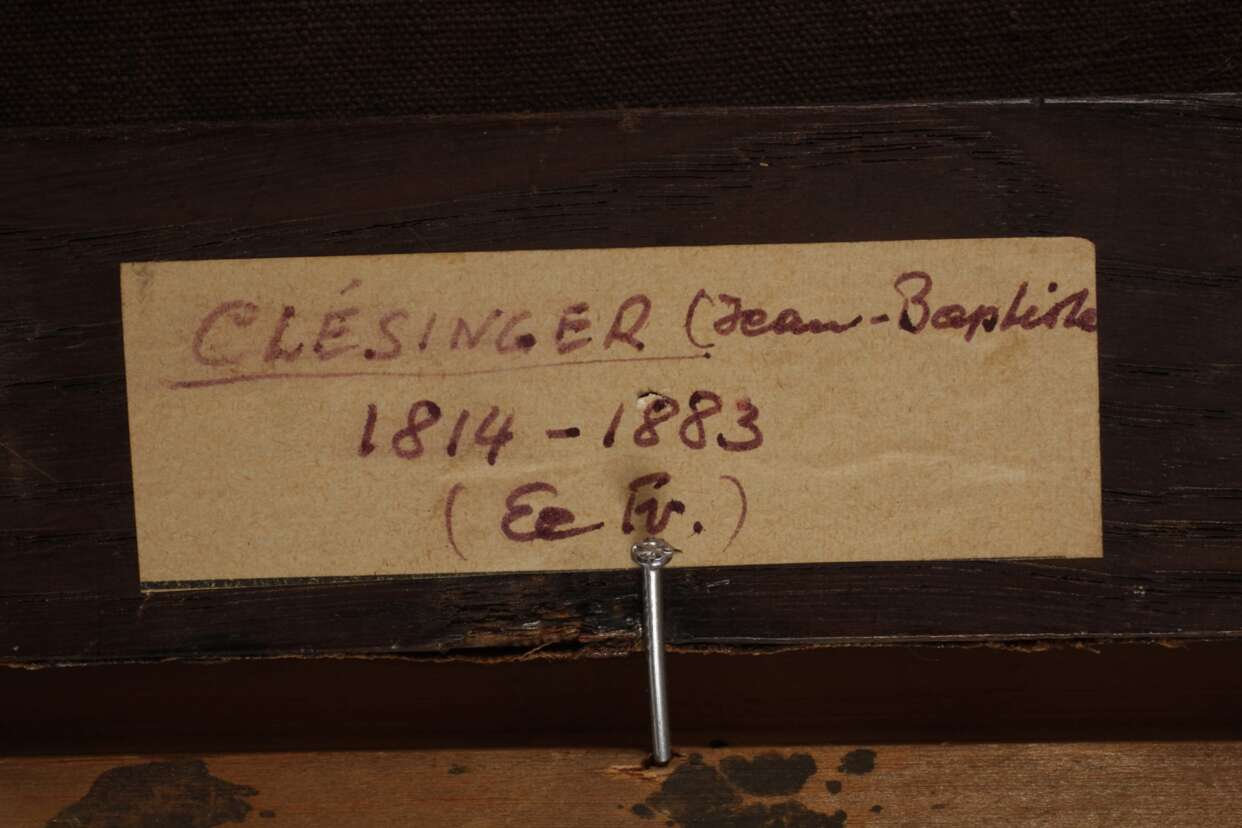 CLÉSINGER (Jean-Baptiste
1814 - 1883
(Ec Fr.)